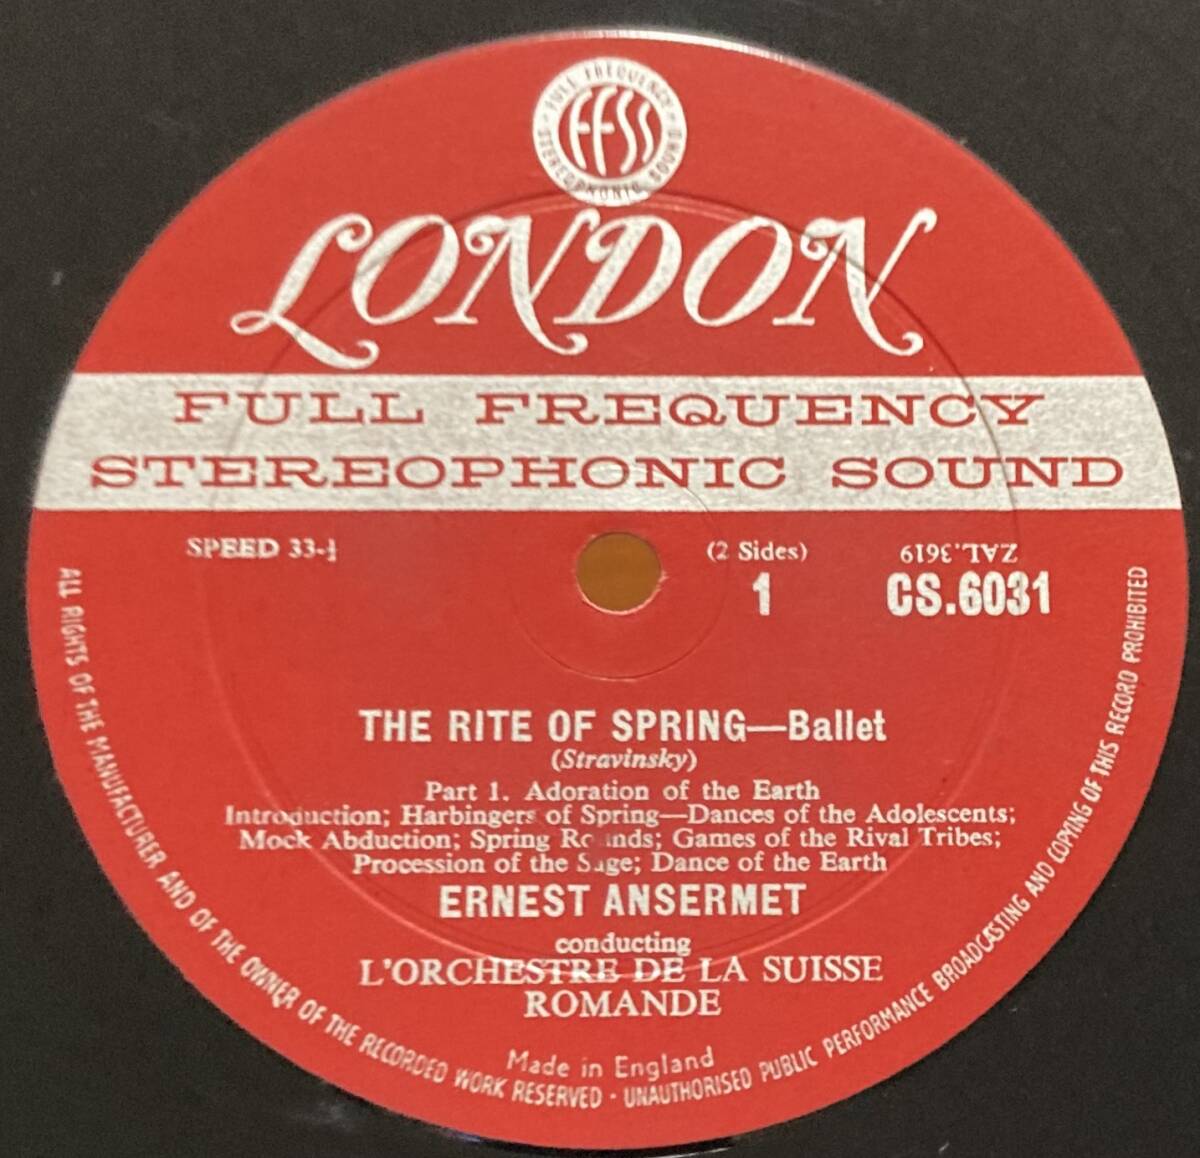 FULL FREQUENCY
STEREOPHONIC SOUND
FFSS
LONDON
FULL FREQUENCY
STEREOPHONIC SOUND
SPEED 33-⅓
(2 Sides)
1
ZAL.3619
CS.6031
THE RITE OF SPRING—Ballet
(Stravinsky)
Part 1. Adoration of the Earth
Introduction; Harbingers of Spring—Dances of the Adolescents;
Mock Abduction; Spring Rounds; Games of the Rival Tribes;
Procession of the Sage; Dance of the Earth
ERNEST ANSERMET
conducting
L'ORCHESTRE DE LA SUISSE
ROMANDE
Made in England
ALL RIGHTS OF THE MANUFACTURER AND OF THE OWNER OF THE RECORDED WORK RESERVED · UNAUTHORISED PUBLIC PERFORMANCE BROADCASTING AND COPYING OF THIS RECORD PROHIBITED